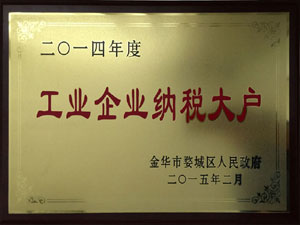 二〇一四年度
工业企业纳税大户
金华市婺城区人民政府
二〇一五年二月